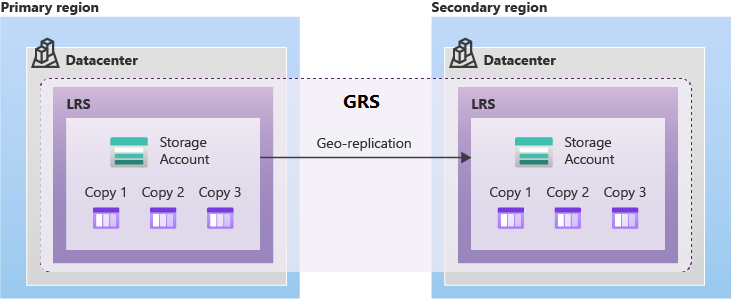 Primary region
Secondary region
Datacenter
Datacenter
LRS
GRS
LRS
Storage
Account
Geo-replication
Storage
Account
Copy 1 Copy 2 Copy 3
Copy 1 Copy 2 Copy 3